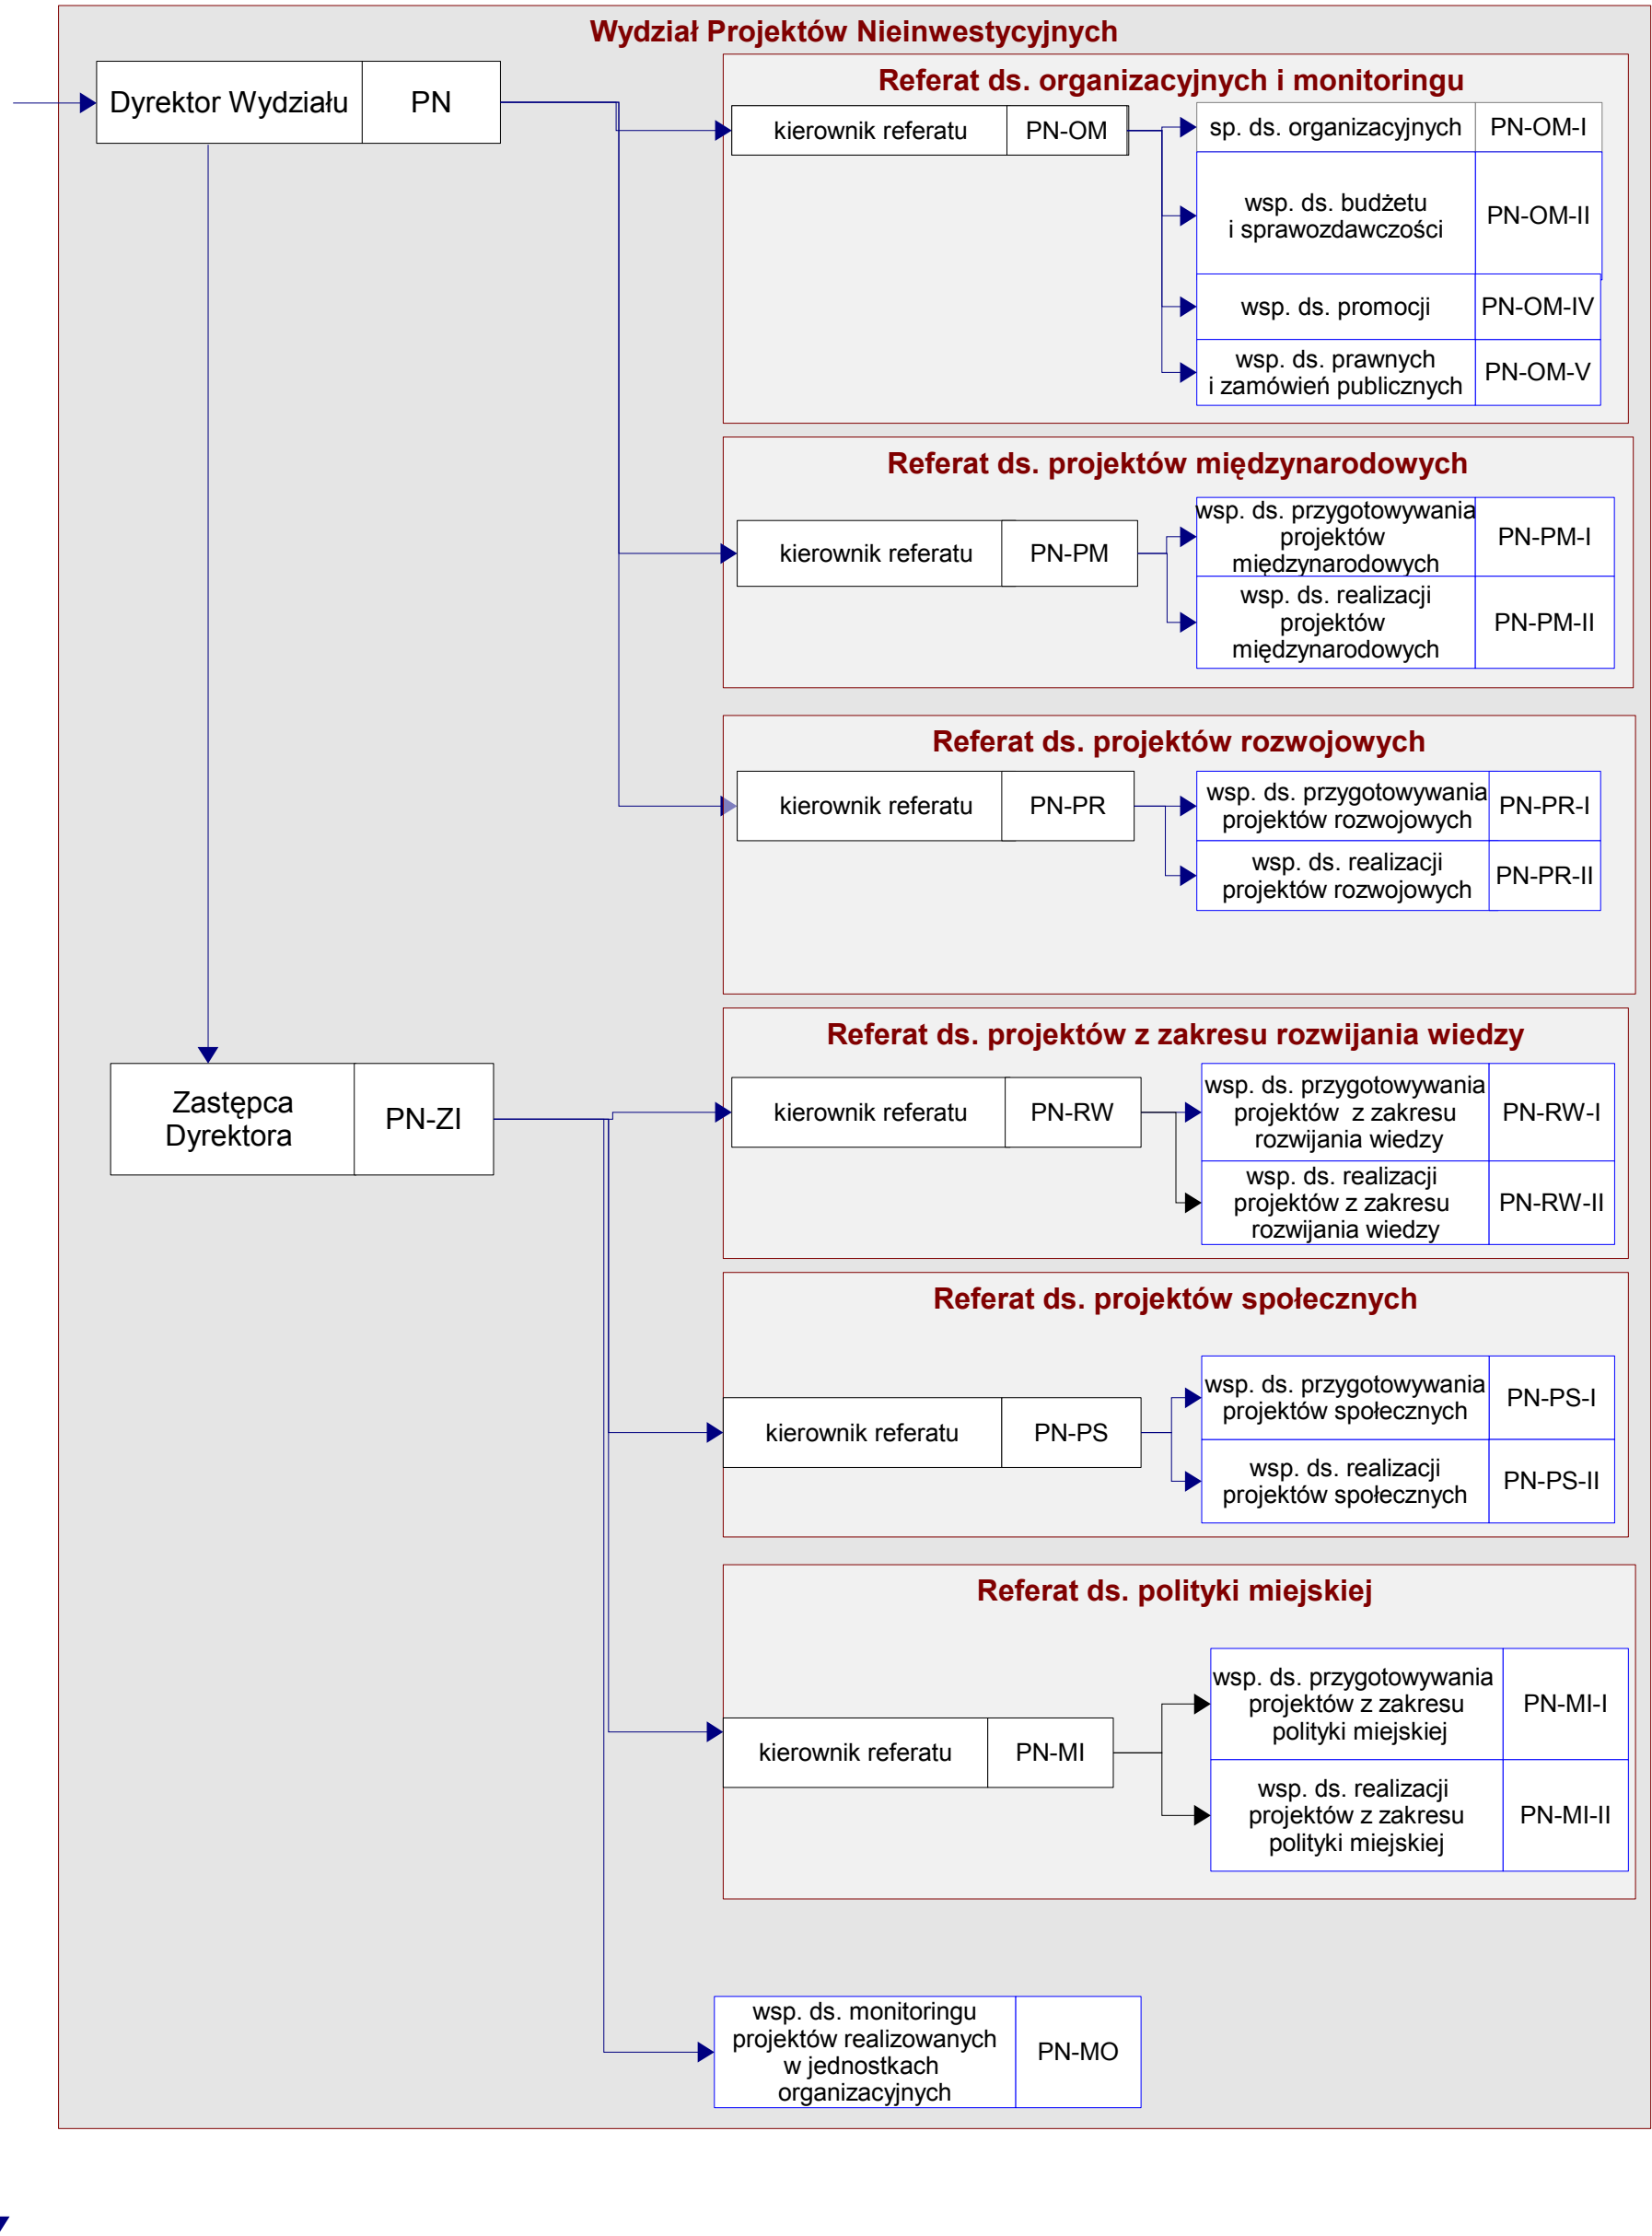 Wydział Projektów Nieinwestycyjnych
Dyrektor Wydziału
PN
Referat ds. organizacyjnych i monitoringu
kierownik referatu
PN-OM
sp. ds. organizacyjnych
PN-OM-I
wsp. ds. budżetu
i sprawozdawczości
PN-OM-II
wsp. ds. promocji
PN-OM-IV
wsp. ds. prawnych
i zamówień publicznych
PN-OM-V
Referat ds. projektów międzynarodowych
kierownik referatu
PN-PM
wsp. ds. przygotowywania
projektów
międzynarodowych
PN-PM-I
wsp. ds. realizacji
projektów
międzynarodowych
PN-PM-II
Referat ds. projektów rozwojowych
kierownik referatu
PN-PR
wsp. ds. przygotowywania
projektów rozwojowych
PN-PR-I
wsp. ds. realizacji
projektów rozwojowych
PN-PR-II
Zastępca
Dyrektora
PN-ZI
Referat ds. projektów z zakresu rozwijania wiedzy
kierownik referatu
PN-RW
wsp. ds. przygotowywania
projektów z zakresu
rozwijania wiedzy
PN-RW-I
wsp. ds. realizacji
projektów z zakresu
rozwijania wiedzy
PN-RW-II
Referat ds. projektów społecznych
kierownik referatu
PN-PS
wsp. ds. przygotowywania
projektów społecznych
PN-PS-I
wsp. ds. realizacji
projektów społecznych
PN-PS-II
Referat ds. polityki miejskiej
kierownik referatu
PN-MI
wsp. ds. przygotowywania
projektów z zakresu
polityki miejskiej
PN-MI-I
wsp. ds. realizacji
projektów z zakresu
polityki miejskiej
PN-MI-II
wsp. ds. monitoringu
projektów realizowanych
w jednostkach
organizacyjnych
PN-MO